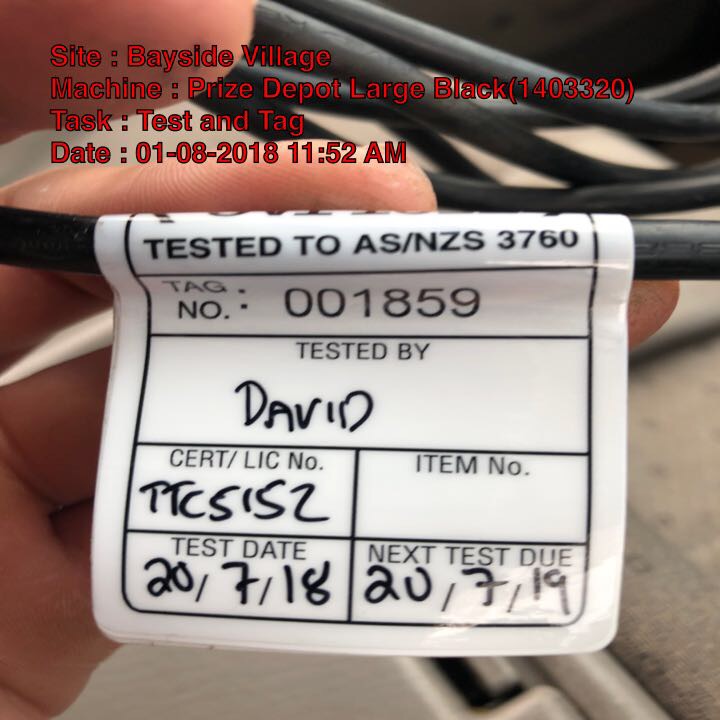 Site : Bayside Village
Machine : Prize Depot Large Black(1403320)
Task : Test and Tag
Date : 01-08-2018 11:52 AM
TESTED TO AS/NZS 3760
TAG NO. : 001859
TESTED BY
DAVID
CERT/ LIC No.
ITEM No.
TTC5152
TEST DATE
NEXT TEST DUE
20/7/18
20/7/19